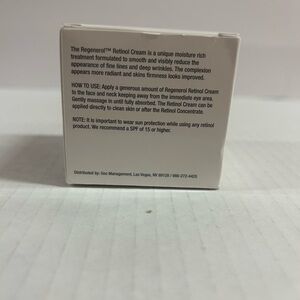 The Regenerol™ Retinol Cream is a unique moisture rich
treatment formulated to smooth and visibly reduce the
appearance of fine lines and deep wrinkles. The complexion
appears more radiant and skins firmness looks improved.
HOW TO USE: Apply a generous amount of Regenerol Retinol Cream
to the face and neck keeping away from the immediate eye area.
Gently massage in until fully absorbed. The Retinol Cream can be
applied directly to clean skin or after the Retinol Concentrate.
NOTE: It is important to wear sun protection while using any retinol
product. We recommend a SPF of 15 or higher.
Distributed by: Management, Las Vegas, NV